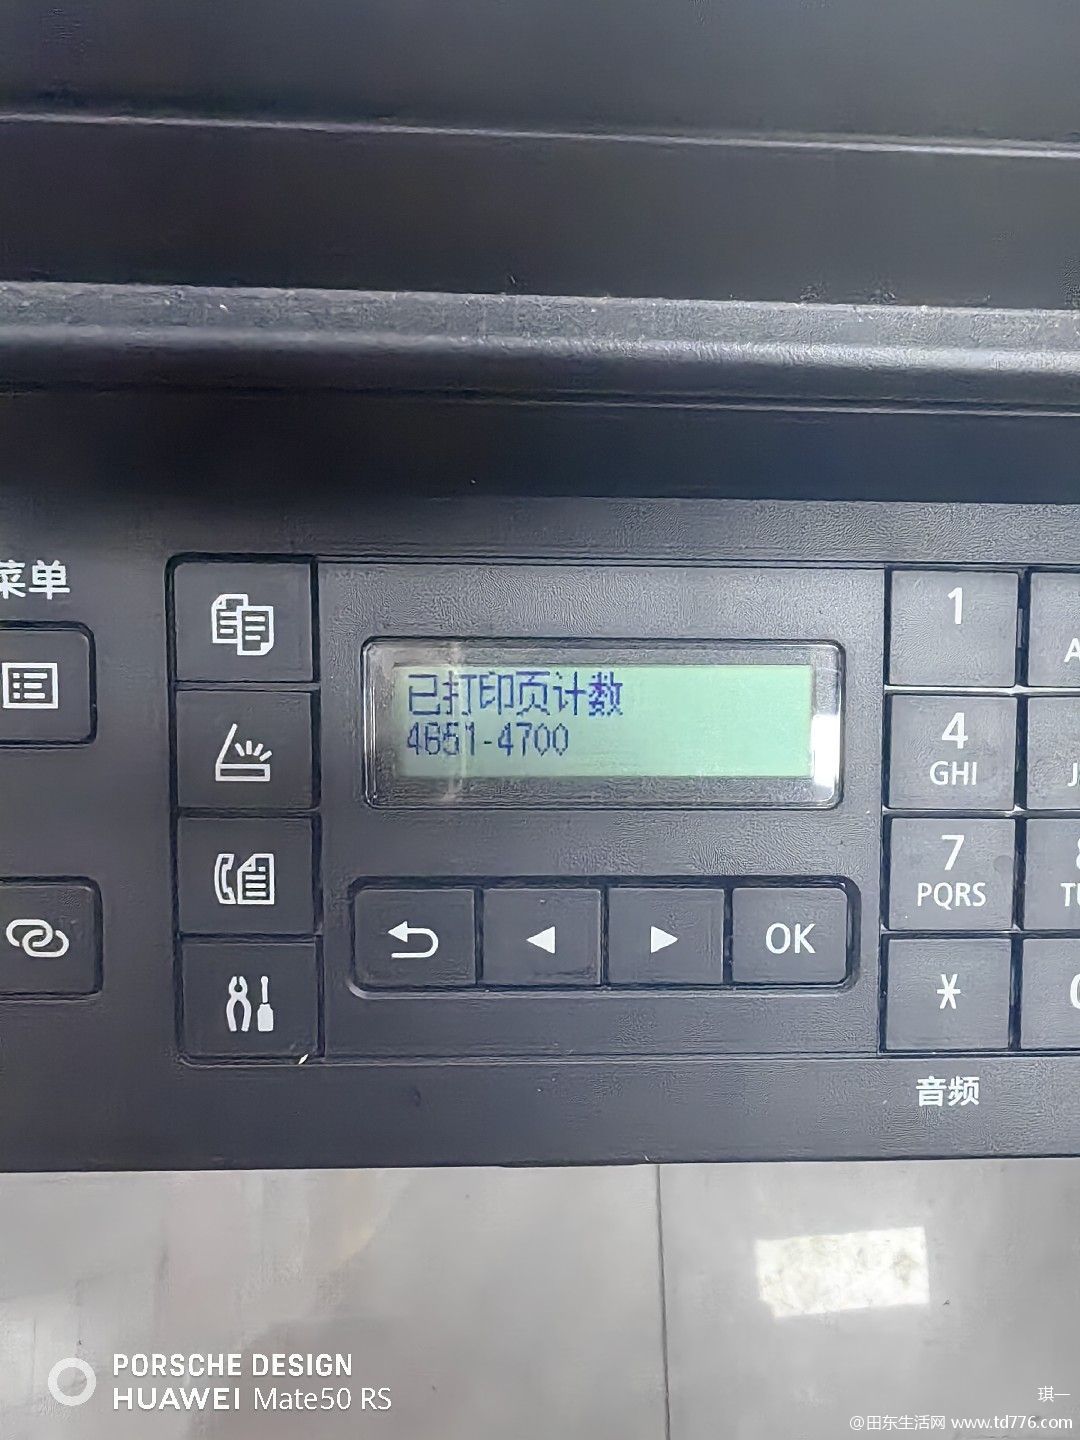 菜单
已打印页计数
4651-4700
1
4
GHI
7
PQRS
OK
*
音频
PORSCHE DESIGN
HUAWEI Mate50 RS
琪一
@田东生活网 www.td776.com